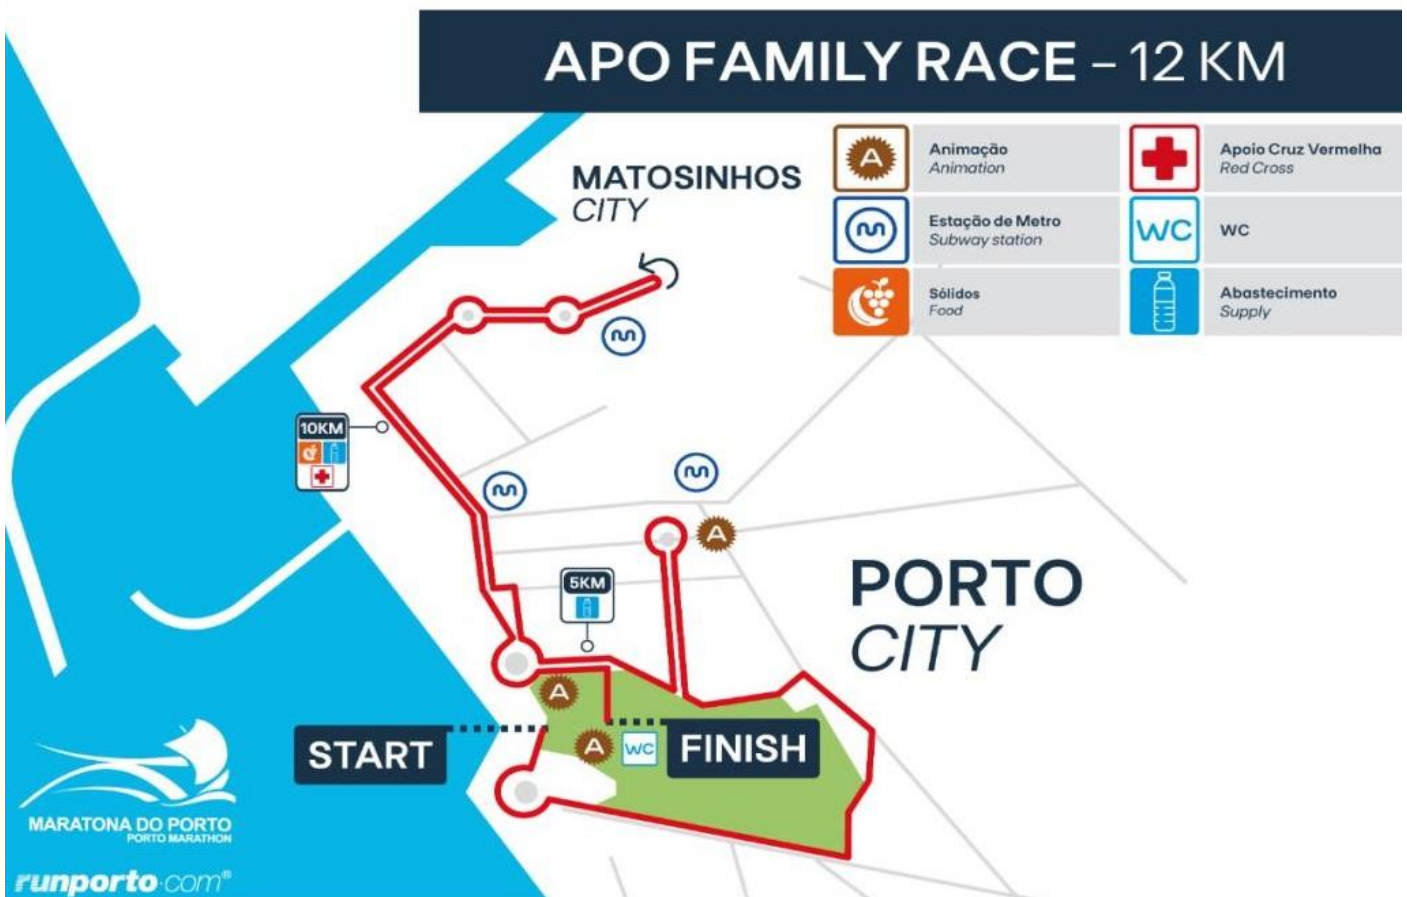 APO FAMILY RACE – 12 KM
A
Animação
Animation
Apoio Cruz Vermelha
Red Cross
Estação de Metro
Subway station
WC
WC
Sólidos
Food
Abastecimento
Supply
MATOSINHOS
CITY
10KM
A
5KM
PORTO
CITY
A
START
A
WC
FINISH
MARATONA DO PORTO
PORTO MARATHON
runporto.com®